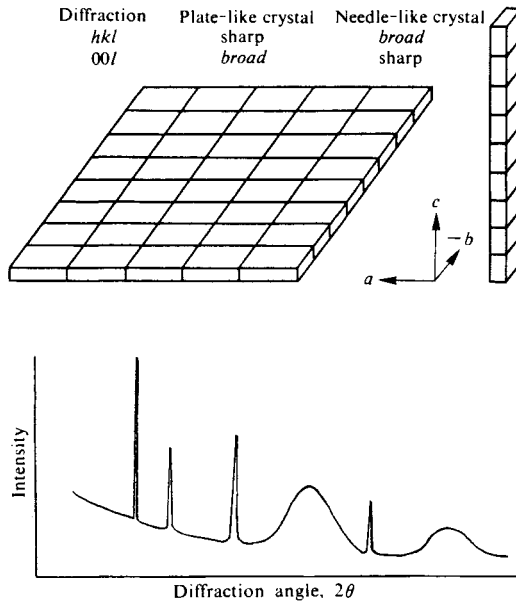 Diffraction Plate-like crystal Needle-like crystal
hkl sharp broad
00l broad sharp
c
-b
a
Intensity
Diffraction angle, 2θ